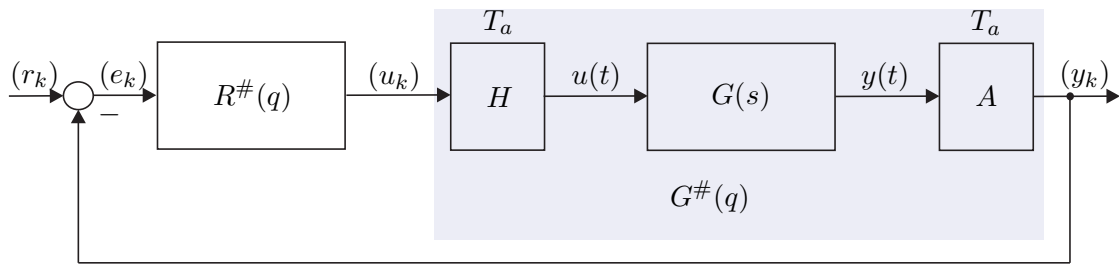 T_a
T_a
(r_k)
(e_k)
−
R^#(q)
(u_k)
H
u(t)
G(s)
y(t)
A
(y_k)
G^#(q)